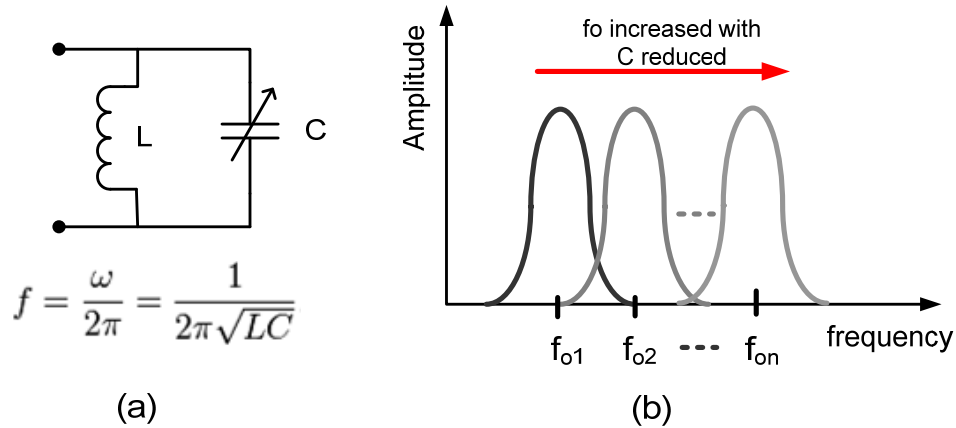 L
C
f = ω/2π = 1/2π√LC
(a)
Amplitude
fo increased with
C reduced
fo1 fo2 ---- fon
frequency
(b)